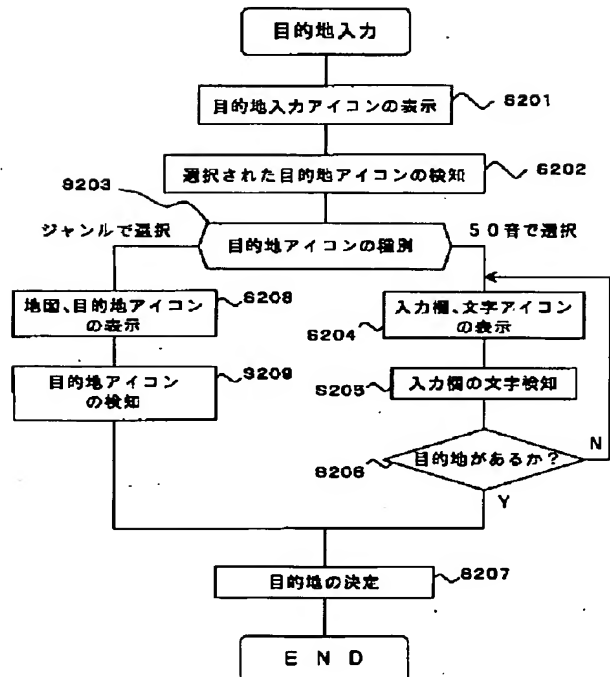 目的地入力
目的地入力アイコンの表示
S201
選択された目的地アイコンの検知
S202
S203
ジャンルで選択
目的地アイコンの種別
50音で選択
地図、目的地アイコン
の表示
S208
入力欄、文字アイコン
の表示
S204
目的地アイコン
の検知
S209
入力欄の文字検知
S205
目的地があるか?
N
S206
Y
目的地の決定
S207
END